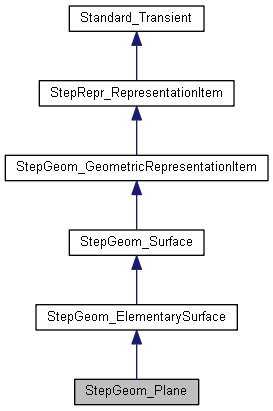 Standard_Transient
StepRepr_RepresentationItem
StepGeom_GeometricRepresentationItem
StepGeom_Surface
StepGeom_ElementarySurface
StepGeom_Plane